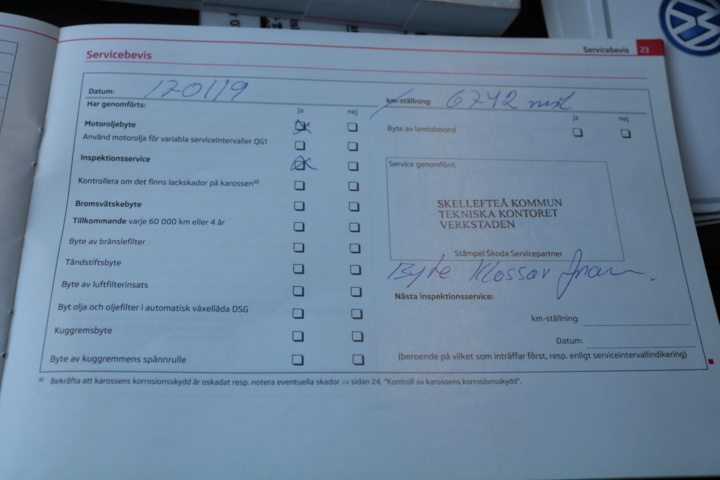 Servicebevis
Servicebevis 23
Datum: 170119
Har genomförts: ja nej
Motoroljebyte
Använd motorolja för variabla serviceintervaller QG1
Inspektionsservice
Kontrollera om det finns lackskador på karossen a)
Bromsvätskebyte
Tillkommande varje 60 000 km eller 4 år
Byte av bränslefilter
Tändstiftsbyte
Byte av luftfilterinsats
Byt olja och oljefilter i automatisk växellåda DSG
Kuggremsbyte
Byte av kuggremmens spännrulle
km-ställning: 6742 mil
ja nej
Byte av lambdasond
Service genomförd:
SKELLEFTEÅ KOMMUN
TEKNISKA KONTORET
VERKSTADEN
Stämpel Škoda Servicepartner
Byte Klossar fram.
Nästa inspektionsservice:
km-ställning:
Datum:
(beroende på vilket som inträffar först, resp. enligt serviceintervallindikering)
a) Bekräfta att karossens korrosionsskydd är oskadat resp. notera eventuella skador ⇒ sidan 24, "Kontroll av karossens korrosionsskydd".